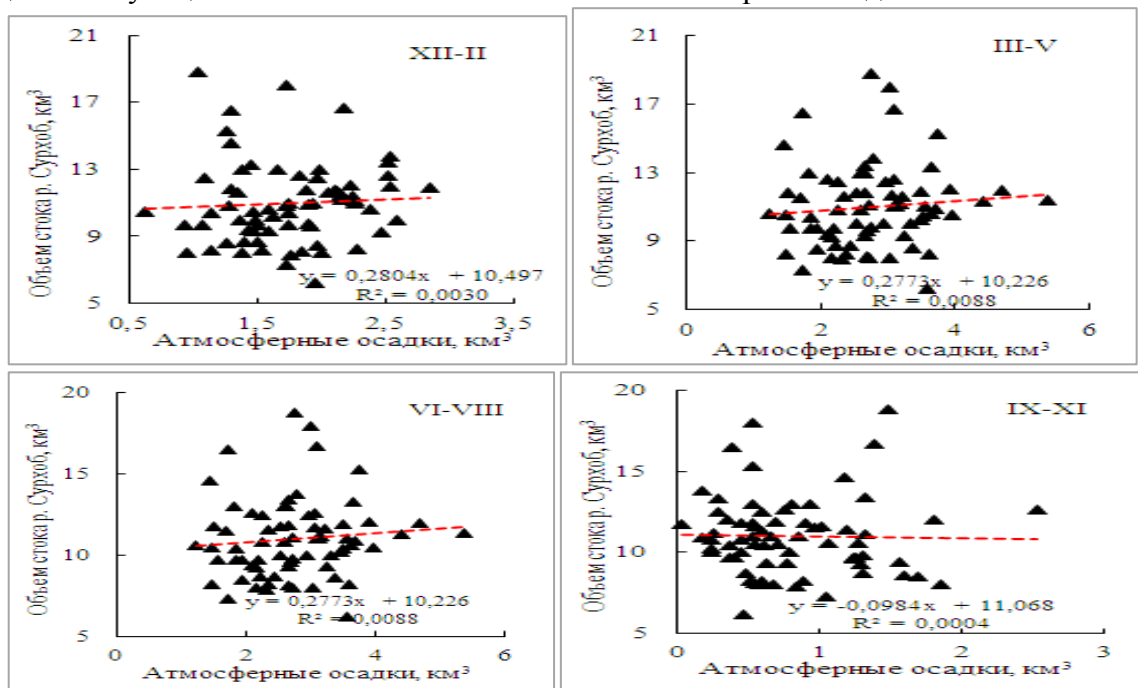 XII-II
Объем стока р. Сурхоб, км³
21
17
13
9
5
y = 0,2804x + 10,497
R² = 0,0030
0,5 1,5 2,5 3,5
Атмосферные осадки, км³
III-V
Объем стока р. Сурхоб, км³
21
17
13
9
5
y = 0,2773x + 10,226
R² = 0,0088
0 2 4 6
Атмосферные осадки, км³
VI-VIII
Объем стока р. Сурхоб, км³
20
15
10
5
y = 0,2773x + 10,226
R² = 0,0088
0 2 4 6
Атмосферные осадки, км³
IX-XI
Объем стока р. Сурхоб, км³
20
15
10
5
y = -0,0984x + 11,068
R² = 0,0004
0 1 2 3
Атмосферные осадки, км³